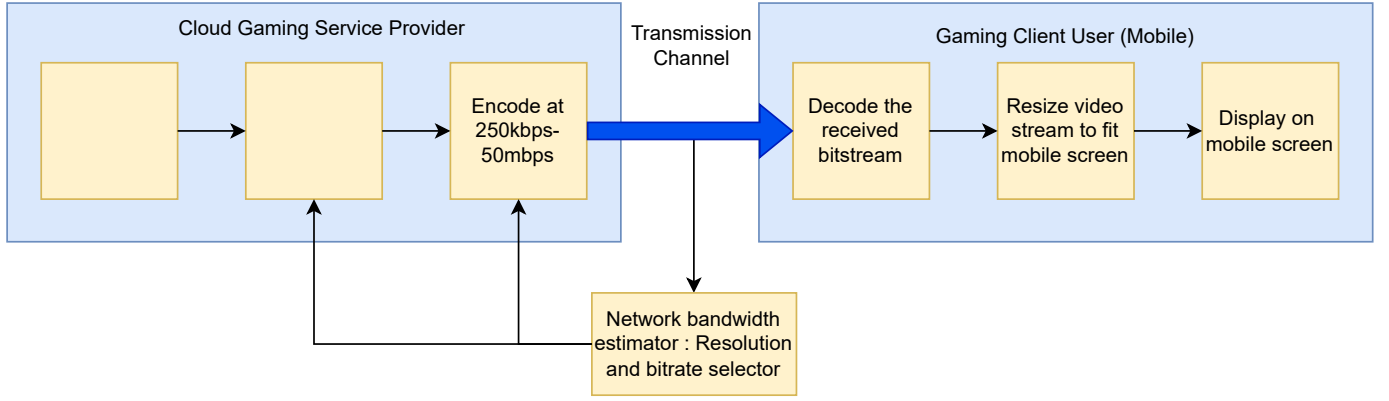 Cloud Gaming Service Provider
Encode at
250kbps-
50mbps
Transmission
Channel
Gaming Client User (Mobile)
Decode the
received
bitstream
Resize video
stream to fit
mobile screen
Display on
mobile screen
Network bandwidth
estimator : Resolution
and bitrate selector